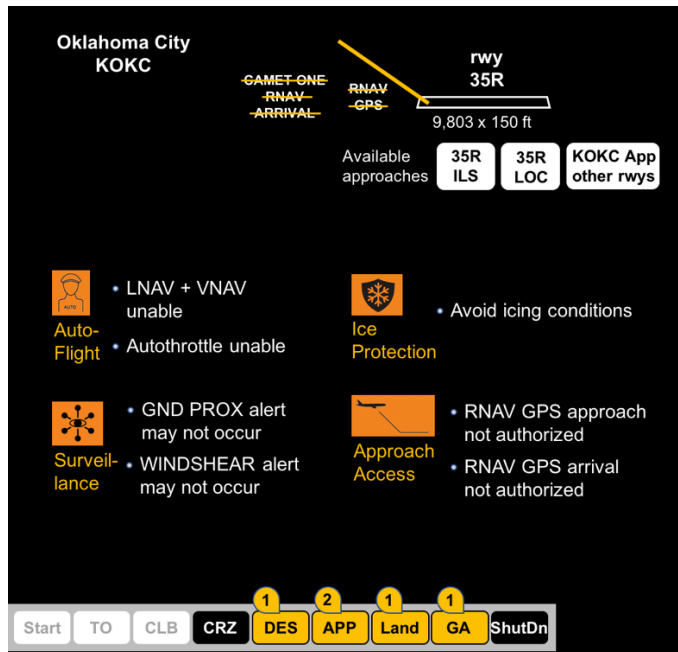 Oklahoma City
KOKC
GAMET ONE
RNAV
ARRIVAL
RNAV
GPS
rwy
35R
9,803 x 150 ft
Available
approaches
35R
ILS
35R
LOC
KOKC App
other rwys
AUTO
Auto-
Flight
• LNAV + VNAV
unable
• Autothrottle unable
Ice
Protection
• Avoid icing conditions
Surveil-
lance
• GND PROX alert
may not occur
• WINDSHEAR alert
may not occur
Approach
Access
• RNAV GPS approach
not authorized
• RNAV GPS arrival
not authorized
1
2
1
1
Start
TO
CLB
CRZ
DES
APP
Land
GA
ShutDn